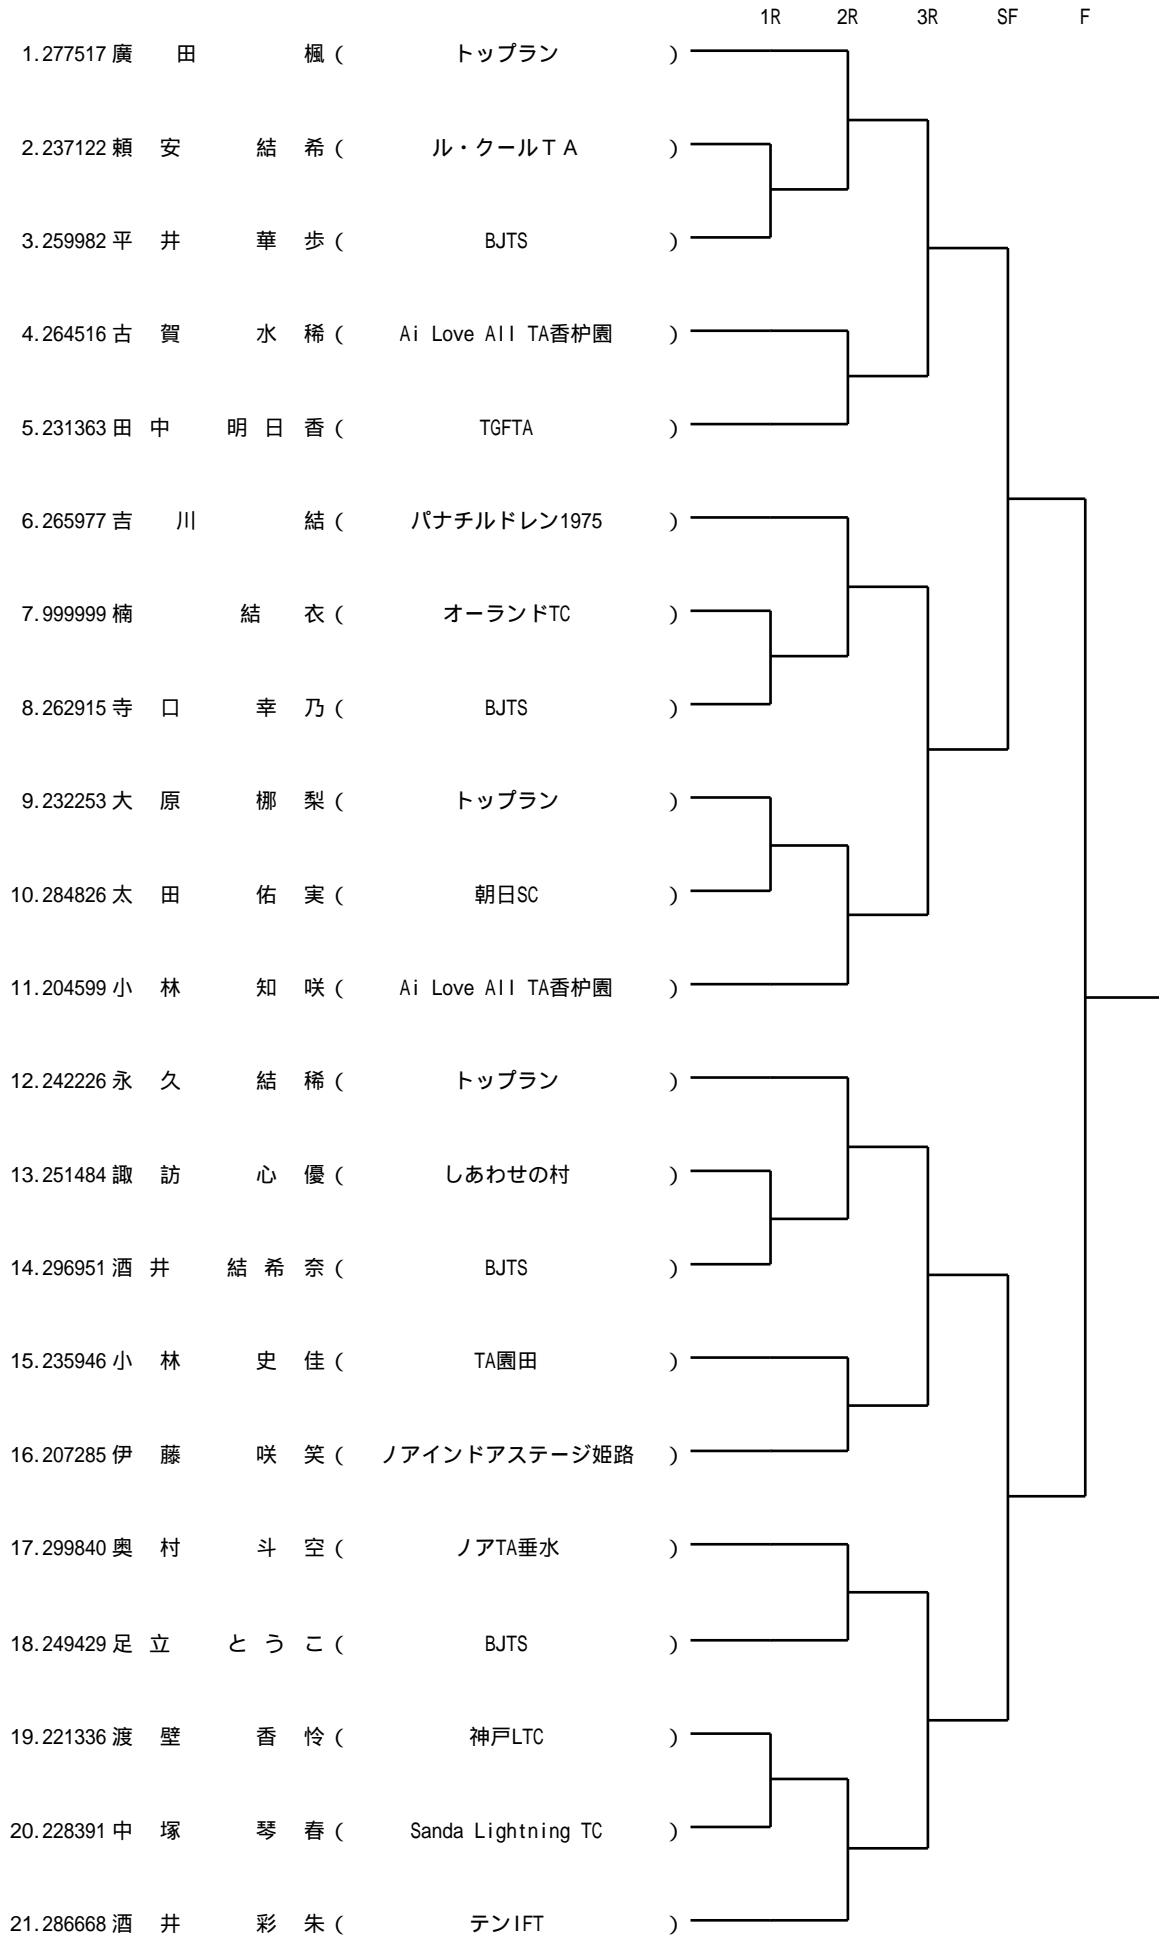 1R 2R 3R SF F
1.277517 廣 田 楓 ( トップラン )
2.237122 頼 安 結 希 ( ル・クールＴＡ )
3.259982 平 井 華 歩 ( BJTS )
4.264516 古 賀 水 稀 ( Ai Love All TA香枦園 )
5.231363 田 中 明 日 香 ( TGFTA )
6.265977 吉 川 結 ( パナチルドレン1975 )
7.999999 楠 結 衣 ( オーランドTC )
8.262915 寺 口 幸 乃 ( BJTS )
9.232253 大 原 梛 梨 ( トップラン )
10.284826 太 田 佑 実 ( 朝日SC )
11.204599 小 林 知 咲 ( Ai Love All TA香枦園 )
12.242226 永 久 結 稀 ( トップラン )
13.251484 諏 訪 心 優 ( しあわせの村 )
14.296951 酒 井 結 希 奈 ( BJTS )
15.235946 小 林 史 佳 ( TA園田 )
16.207285 伊 藤 咲 笑 ( ノアインドアステージ姫路 )
17.299840 奥 村 斗 空 ( ノアTA垂水 )
18.249429 足 立 と う こ ( BJTS )
19.221336 渡 壁 香 怜 ( 神戸LTC )
20.228391 中 塚 琴 春 ( Sanda Lightning TC )
21.286668 酒 井 彩 朱 ( テンIFT )